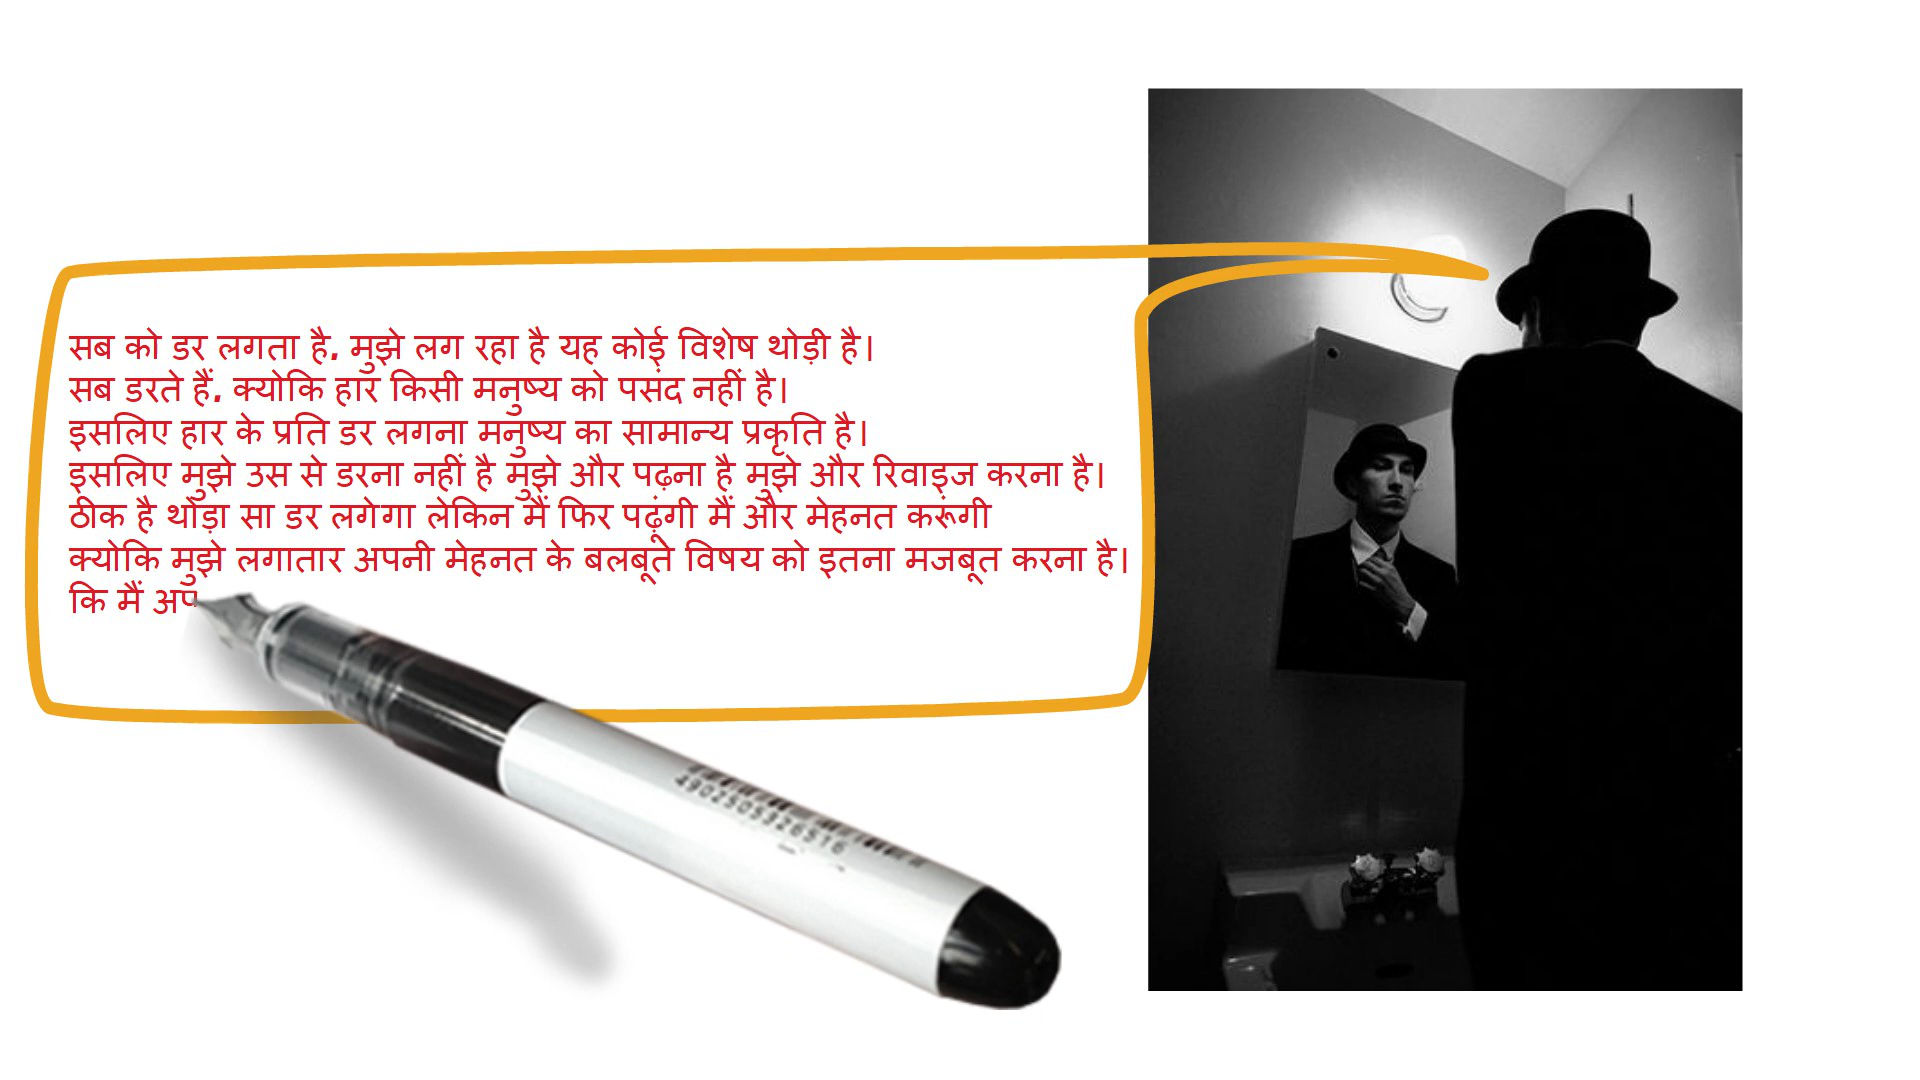 सब को डर लगता है, मुझे लग रहा है यह कोई विशेष थोड़ी है।
सब डरते हैं, क्योकि हार किसी मनुष्य को पसंद नहीं है।
इसलिए हार के प्रति डर लगना मनुष्य का सामान्य प्रकृति है।
इसलिए मुझे उस से डरना नहीं है मुझे और पढ़ना है मुझे और रिवाइज करना है।
ठीक है थोड़ा सा डर लगेगा लेकिन मैं फिर पढ़ूंगी मैं और मेहनत करूंगी
क्योकि मुझे लगातार अपनी मेहनत के बलबूते विषय को इतना मजबूत करना है।
कि मैं अप
4902505326516